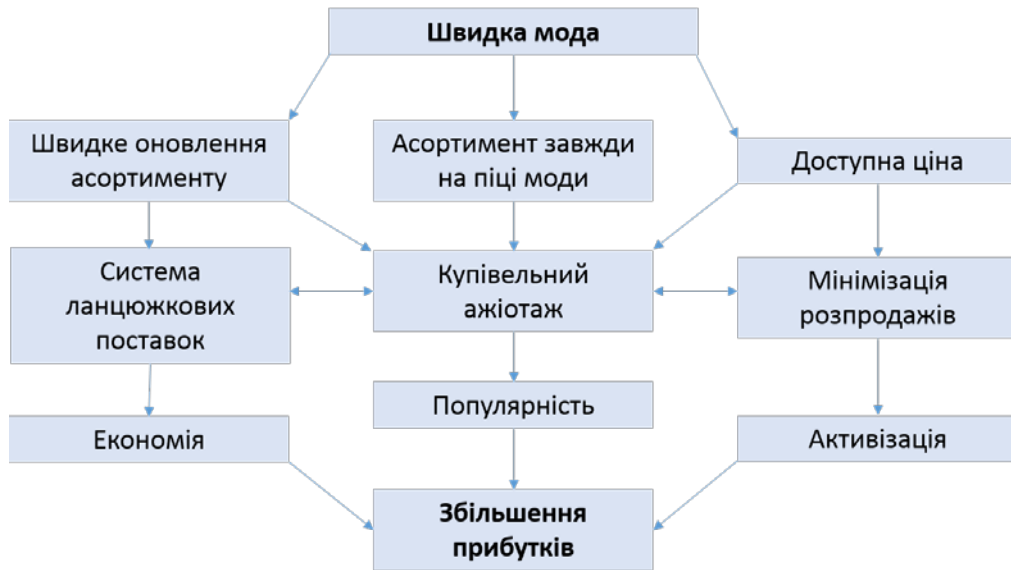 Швидка мода
Швидке оновлення
асортименту
Асортимент завжди
на піці моди
Доступна ціна
Система
ланцюжкових
поставок
Купівельний
ажіотаж
Мінімізація
розпродажів
Популярність
Економія
Активізація
Збільшення
прибутків